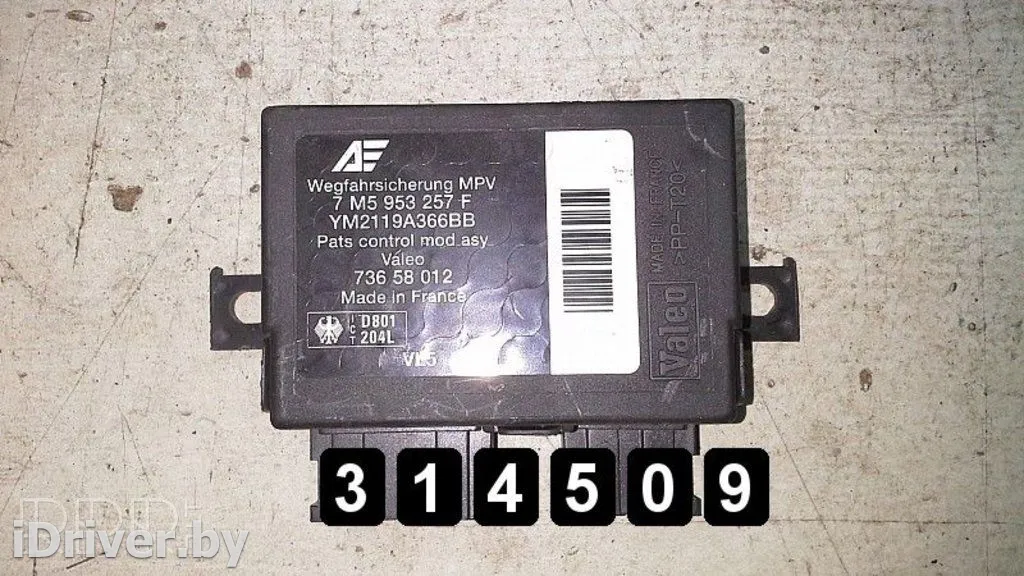 AE
Wegfahrsicherung MPV
7 M5 953 257 F
YM2119A366BB
Pats control mod.asy
Valeo
736 58 012
Made in France
ICT D801
204L
Valeo
MADE IN FRANCE
>PP-T20<
3 1 4 5 0 9
iDriver.by